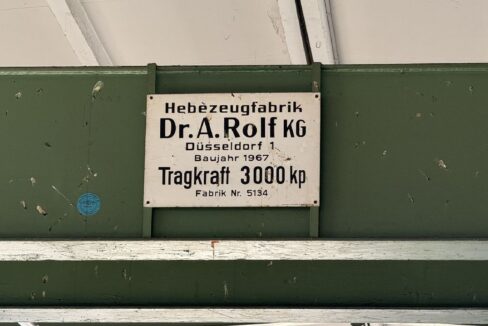 Hebezeugfabrik
Dr. A. Rolf KG
Düsseldorf 1
Baujahr 1967
Tragkraft 3000 kp
Fabrik Nr. 5134